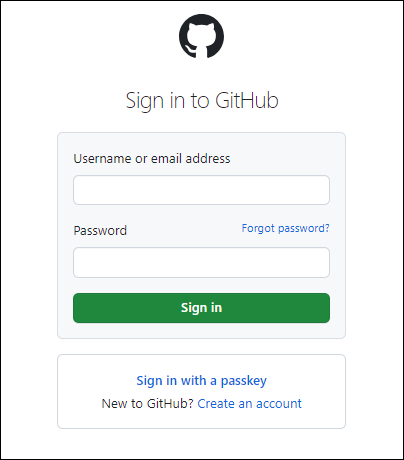 Sign in to GitHub
Username or email address
Password Forgot password?
Sign in
Sign in with a passkey
New to GitHub? Create an account